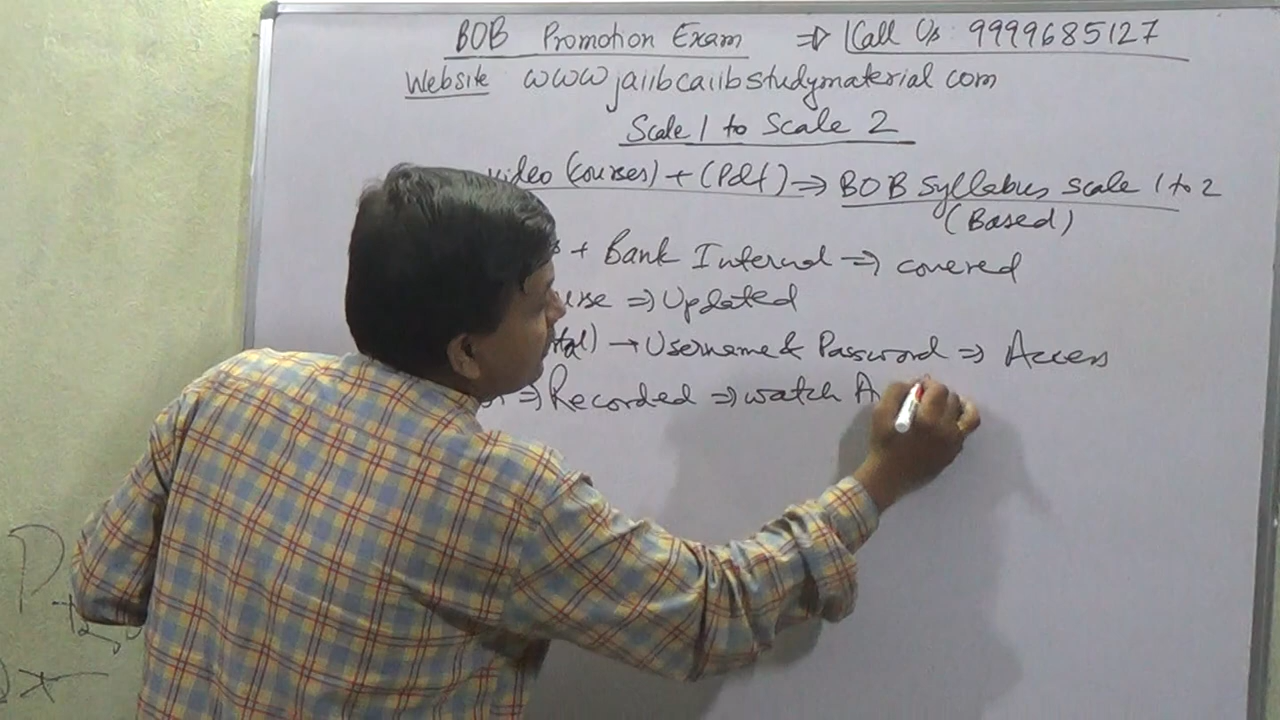 BOB Promotion Exam ⇒ Call Us: 9999685127
Website www jaiibcaiibstudymaterial com
Scale 1 to Scale 2
video (courses) + (Pdf) ⇒ BOB Syllabus Scale 1 to 2
(Based)
+ Bank Internal ⇒ covered
⇒ Updated
→ Username & Password ⇒ Access
⇒ Recorded ⇒ watch A